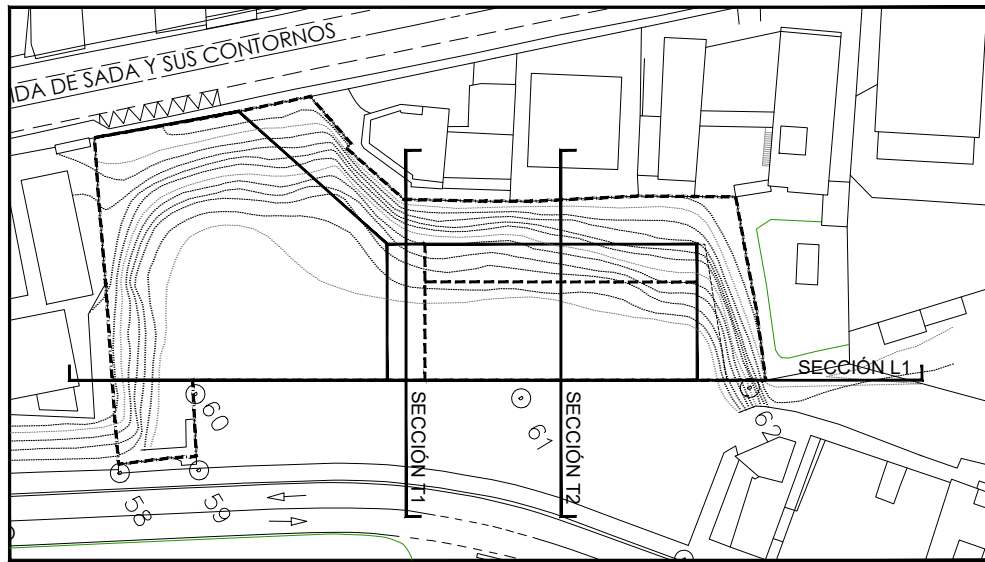 IDA DE SADA Y SUS CONTORNOS
SECCIÓN L1
SECCIÓN T1
SECCIÓN T2
60
61
62
58
59